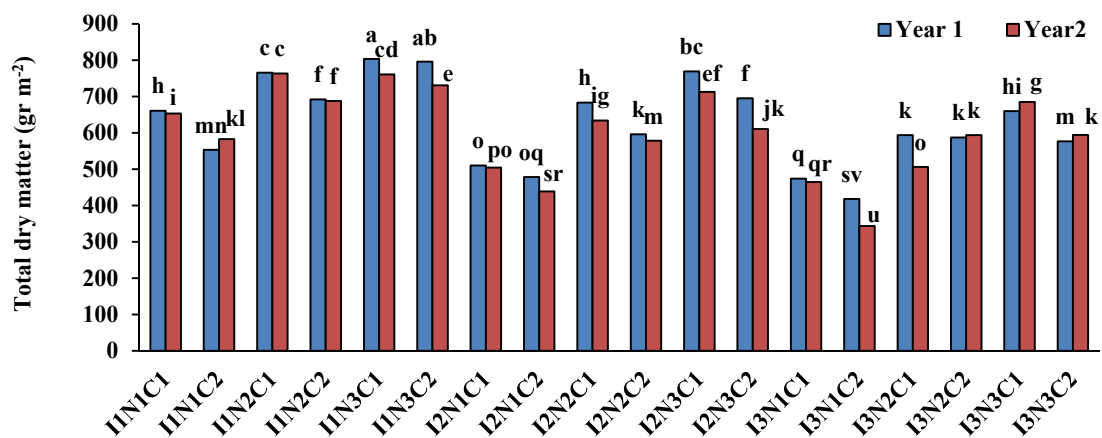 Total dry matter (gr m-2)
900
800
700
600
500
400
300
200
100
0
Year 1
Year2
h i
mn kl
c c
f f
a cd
ab e
o po
oq sr
h ig
k m
bc ef
f jk
q qr
sv u
k o
k k
hi g
m k
I1N1C1
I1N1C2
I1N2C1
I1N2C2
I1N3C1
I1N3C2
I2N1C1
I2N1C2
I2N2C1
I2N2C2
I2N3C1
I2N3C2
I3N1C1
I3N1C2
I3N2C1
I3N2C2
I3N3C1
I3N3C2